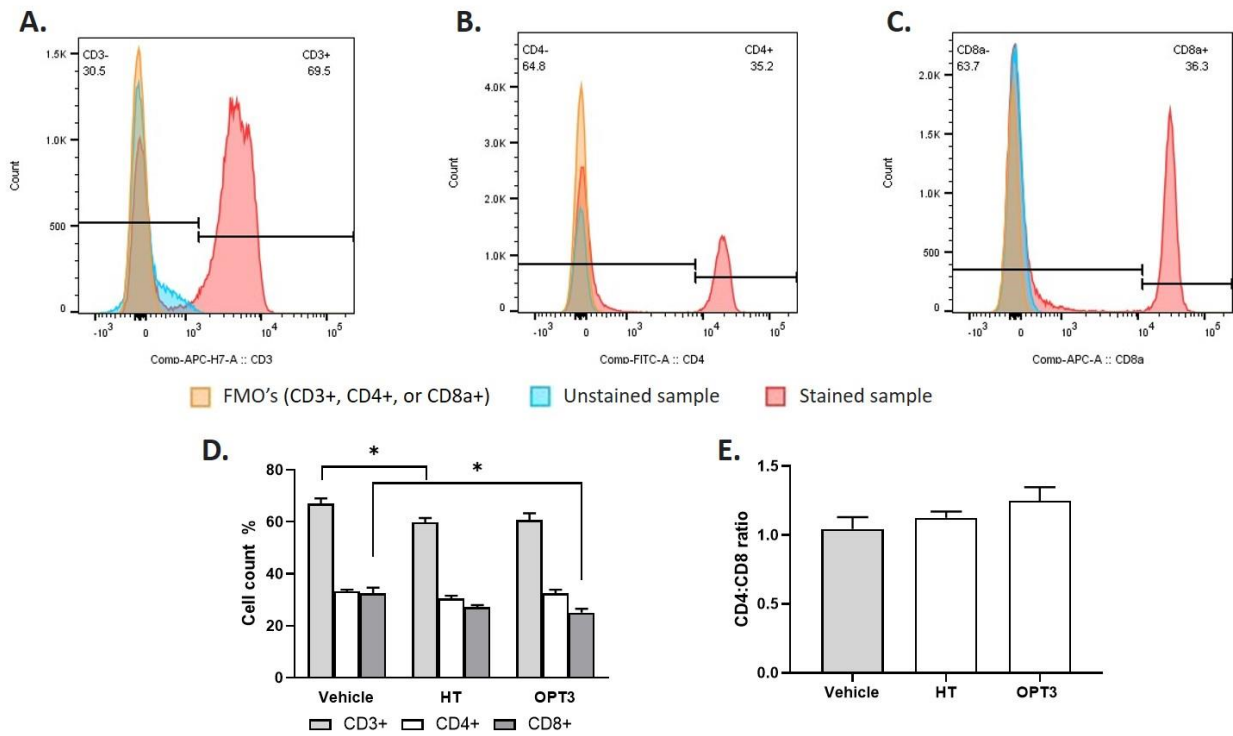 A.
CD3-
30.5
CD3+
69.5
1.5K
1.0K
500
0
Count
-10³ 0 10³ 10⁴ 10⁵
Comp-APC-H7-A :: CD3
B.
CD4-
64.8
CD4+
35.2
4.0K
3.0K
2.0K
1.0K
0
Count
-10³ 0 10³ 10⁴ 10⁵
Comp-FITC-A :: CD4
C.
CD8a-
63.7
CD8a+
36.3
2.0K
1.5K
1.0K
500
0
Count
-10³ 0 10³ 10⁴ 10⁵
Comp-APC-A :: CD8a
FMO's (CD3+, CD4+, or CD8a+) Unstained sample Stained sample
D.
* *
80
60
40
20
0
Cell count %
Vehicle HT OPT3
CD3+ CD4+ CD8+
E.
1.5
1.0
0.5
0.0
CD4:CD8 ratio
Vehicle HT OPT3